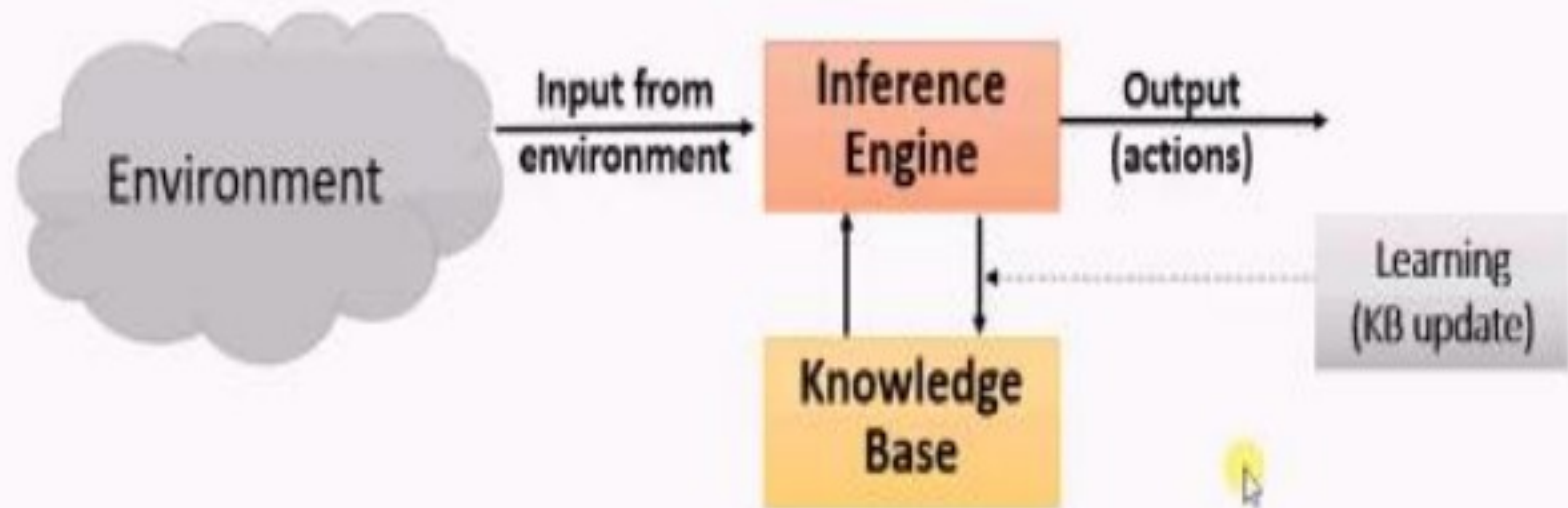 Environment
Input from
environment
Inference
Engine
Output
(actions)
Learning
(KB update)
Knowledge
Base